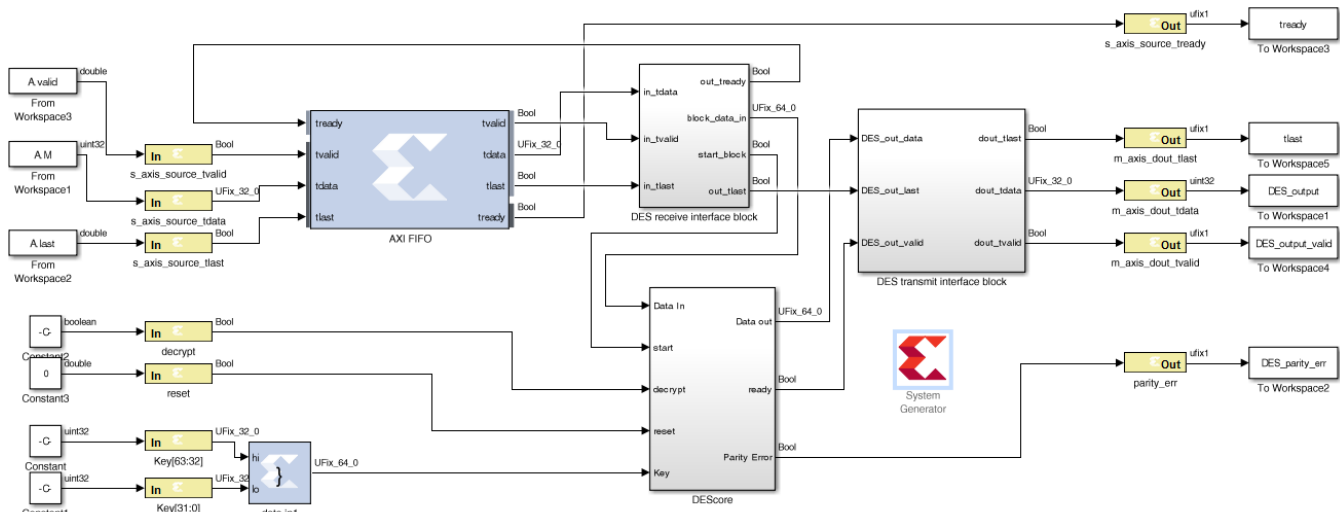 ufix1
Out
s_axis_source_tready
tready
To Workspace3
A.valid
double
From
Workspace3
A.M
uint32
From
Workspace1
A.last
double
From
Workspace2
In
Bool
s_axis_source_tvalid
In
UFix_32_0
s_axis_source_tdata
In
Bool
s_axis_source_tlast
tready
tvalid
tdata
tlast
tvalid
tdata
tlast
tready
Bool
UFix_32_0
Bool
Bool
AXI FIFO
in_tdata
in_tvalid
in_tlast
out_tready
block_data_in
start_block
out_tlast
Bool
UFix_64_0
Bool
Bool
DES receive interface block
DES_out_data
DES_out_last
DES_out_valid
dout_tlast
dout_tdata
dout_tvalid
Bool
UFix_32_0
Bool
DES transmit interface block
Out
ufix1
m_axis_dout_tlast
tlast
To Workspace5
Out
uint32
m_axis_dout_tdata
DES_output
To Workspace1
Out
ufix1
m_axis_dout_tvalid
DES_output_valid
To Workspace4
-C-
boolean
Constant2
In
Bool
decrypt
0
double
Constant3
In
Bool
reset
-C-
uint32
Constant
In
UFix_32_0
Key[63:32]
-C-
uint32
Constant1
In
UFix_32
Key[31:0]
hi
lo
}
UFix_64_0
Data In
start
decrypt
reset
Key
Data out
ready
Parity Error
UFix_64_0
Bool
Bool
DEScore
System
Generator
Out
ufix1
parity_err
DES_parity_err
To Workspace2